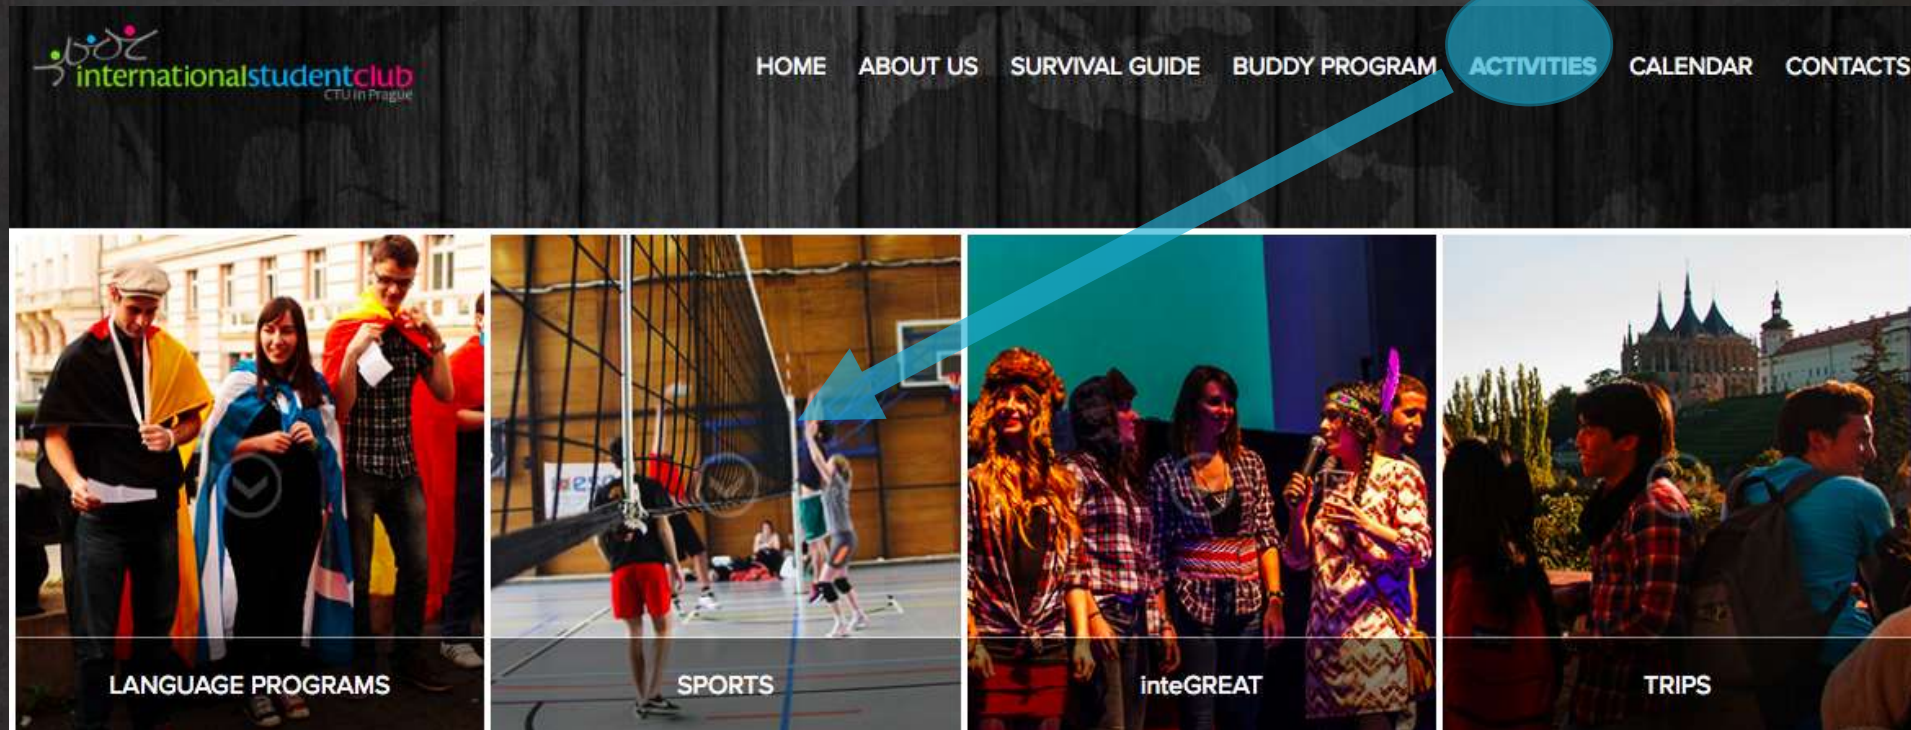 internationalstudentclub
CTU in Prague
HOME ABOUT US SURVIVAL GUIDE BUDDY PROGRAM ACTIVITIES CALENDAR CONTACTS
LANGUAGE PROGRAMS
SPORTS
inteGREAT
TRIPS